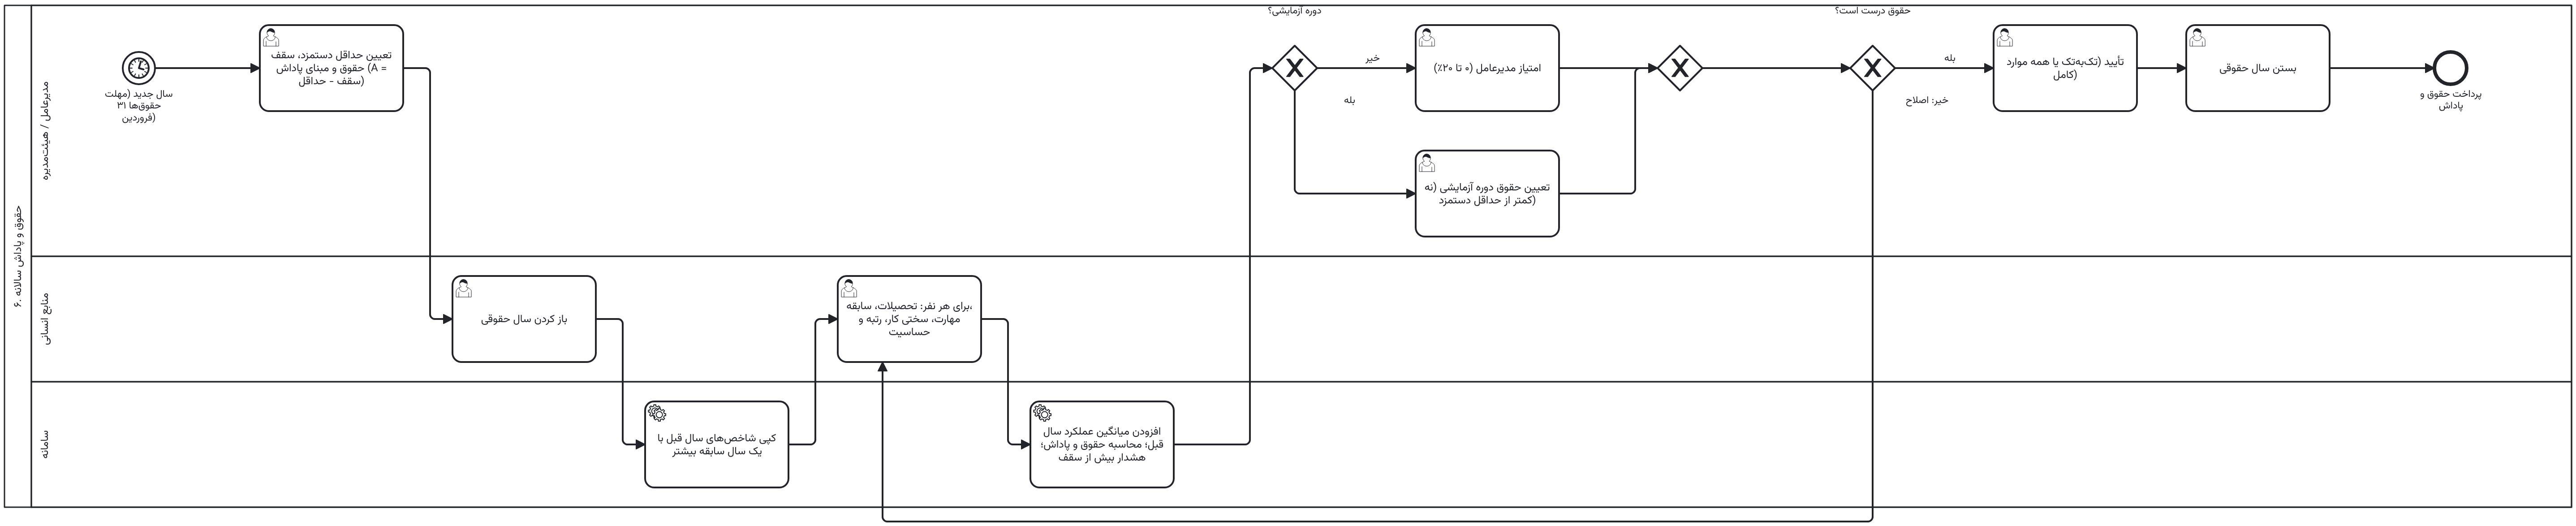 ۶. حقوق و پاداش سالانه
مدیرعامل / هیئت‌مدیره
سال جدید (مهلت
حقوق‌ها ۳۱
(فروردین
تعیین حداقل دستمزد، سقف
حقوق و مبنای پاداش (A =
سقف - حداقل)
دوره آزمایشی؟
خیر
بله
امتیاز مدیرعامل (۰ تا ۲۰٪)
تعیین حقوق دوره آزمایشی (نه
(کمتر از حداقل دستمزد
حقوق درست است؟
بله
خیر: اصلاح
تأیید (تک‌به‌تک یا همه موارد
(کامل
بستن سال حقوقی
پرداخت حقوق و
پاداش
منابع انسانی
باز کردن سال حقوقی
برای هر نفر: تحصیلات، سابقه،
مهارت، سختی کار، رتبه و
حساسیت
سامانه
کپی شاخص‌های سال قبل با
یک سال سابقه بیشتر
افزودن میانگین عملکرد سال
قبل؛ محاسبه حقوق و پاداش؛
هشدار بیش از سقف